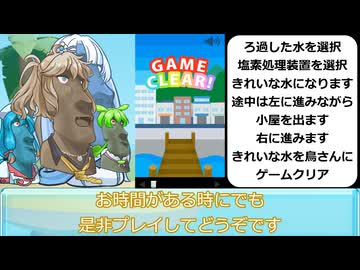 GAME
CLEAR!
ろ過した水を選択
塩素処理装置を選択
きれいな水になります
途中は左に進みながら
小屋を出ます
右に進みます
きれいな水を鳥さんに
ゲームクリア
お時間がある時にでも
是非プレイしてどうぞです